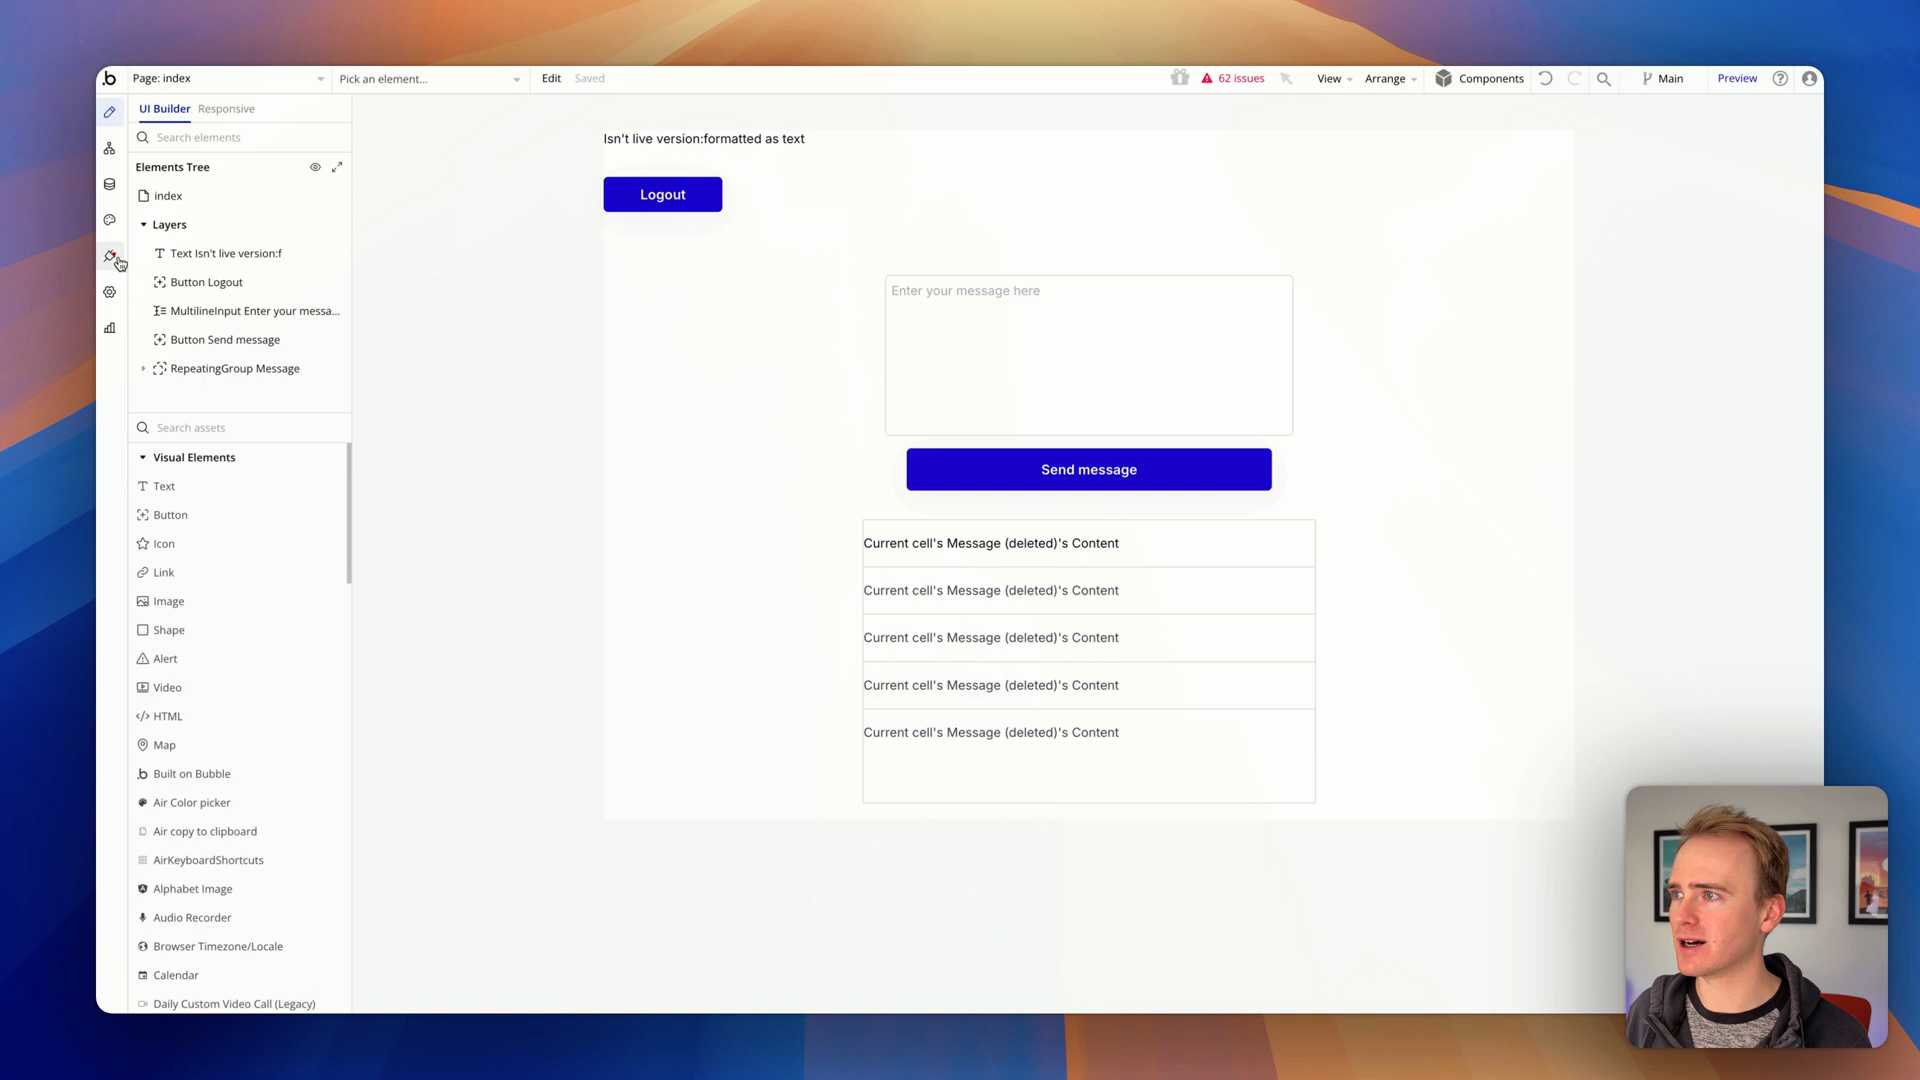 .b Page: index Pick an element... Edit Saved 62 issues View Arrange Components Main Preview
UI Builder Responsive
Search elements
Elements Tree
index
Layers
Text Isn't live version:f
Button Logout
MultilineInput Enter your messa...
Button Send message
RepeatingGroup Message
Search assets
Visual Elements
Text
Button
Icon
Link
Image
Shape
Alert
Video
HTML
Map
Built on Bubble
Air Color picker
Air copy to clipboard
AirKeyboardShortcuts
Alphabet Image
Audio Recorder
Browser Timezone/Locale
Calendar
Daily Custom Video Call (Legacy)
Isn't live version:formatted as text
Logout
Enter your message here
Send message
Current cell's Message (deleted)'s Content
Current cell's Message (deleted)'s Content
Current cell's Message (deleted)'s Content
Current cell's Message (deleted)'s Content
Current cell's Message (deleted)'s Content